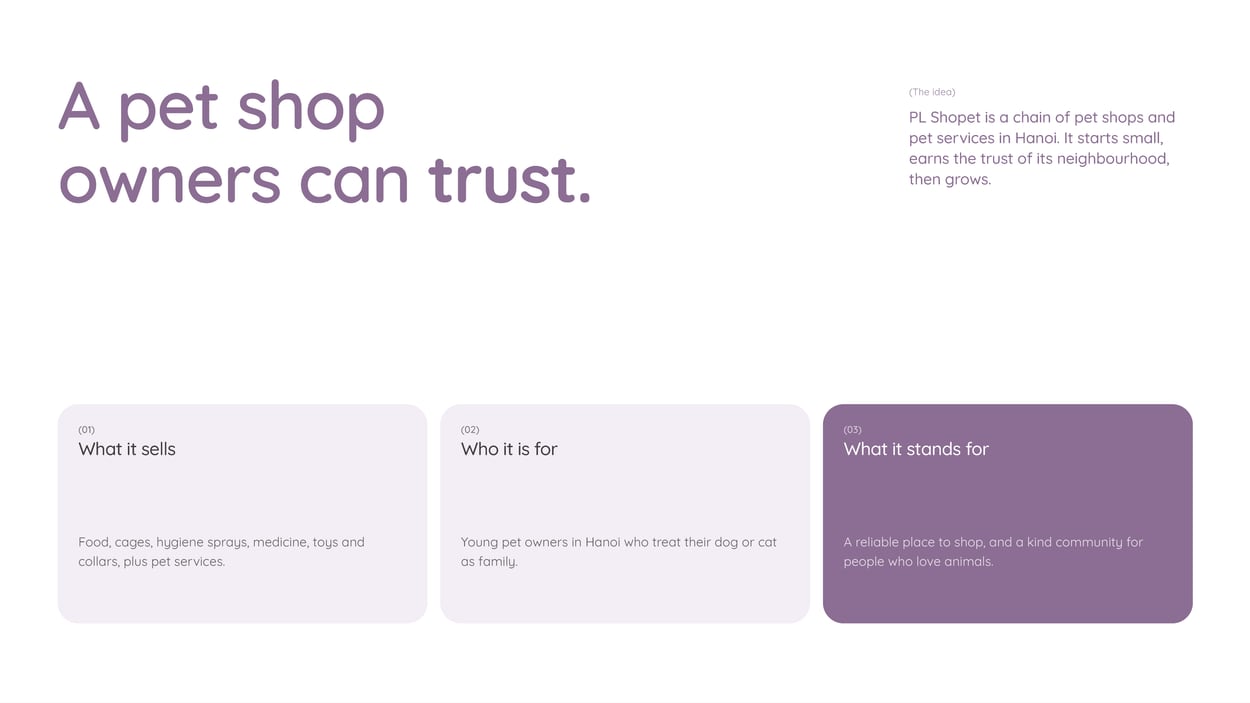 A pet shop
owners can trust.
(The idea)
PL Shopet is a chain of pet shops and
pet services in Hanoi. It starts small,
earns the trust of its neighbourhood,
then grows.
(01)
What it sells
Food, cages, hygiene sprays, medicine, toys and
collars, plus pet services.
(02)
Who it is for
Young pet owners in Hanoi who treat their dog or cat
as family.
(03)
What it stands for
A reliable place to shop, and a kind community for
people who love animals.